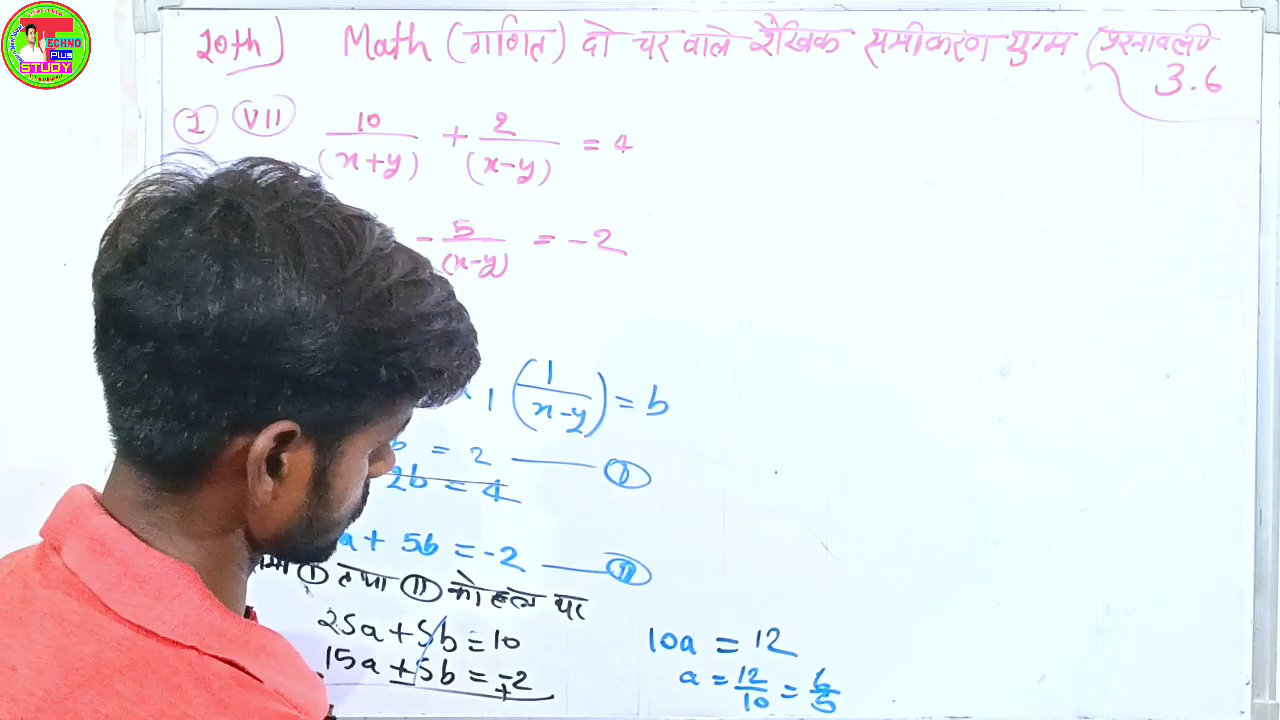 TECHNO
Plus
STUDY
10th) Math (गणित) दो चर वाले रैखिक समीकरण युग्म (प्रश्नावली
3.6
1 VII 10/(x+y) + 2/(x-y) = 4
- 5/(x-y) = -2
, (1/(x-y)) = b
b = 2 — I
2b = 4
a + 5b = -2 — II
I तथा II को हल पर
25a + 5b = 10
15a + 5b = -2
10a = 12
a = 12/10 = 6/5